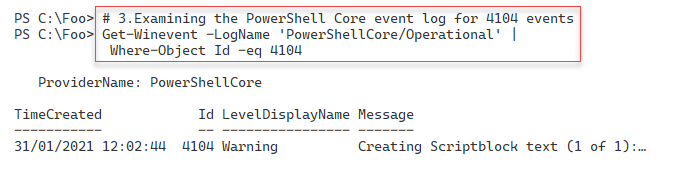 PS C:\Foo> # 3.Examining the PowerShell Core event log for 4104 events
PS C:\Foo> Get-Winevent -LogName 'PowerShellCore/Operational' |
Where-Object Id -eq 4104
ProviderName: PowerShellCore
TimeCreated Id LevelDisplayName Message
----------- -- ---------------- -------
31/01/2021 12:02:44 4104 Warning Creating Scriptblock text (1 of 1):…